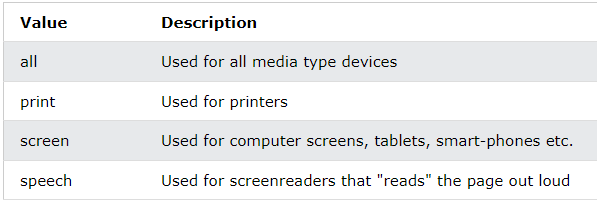 Value Description
all Used for all media type devices
print Used for printers
screen Used for computer screens, tablets, smart-phones etc.
speech Used for screenreaders that "reads" the page out loud